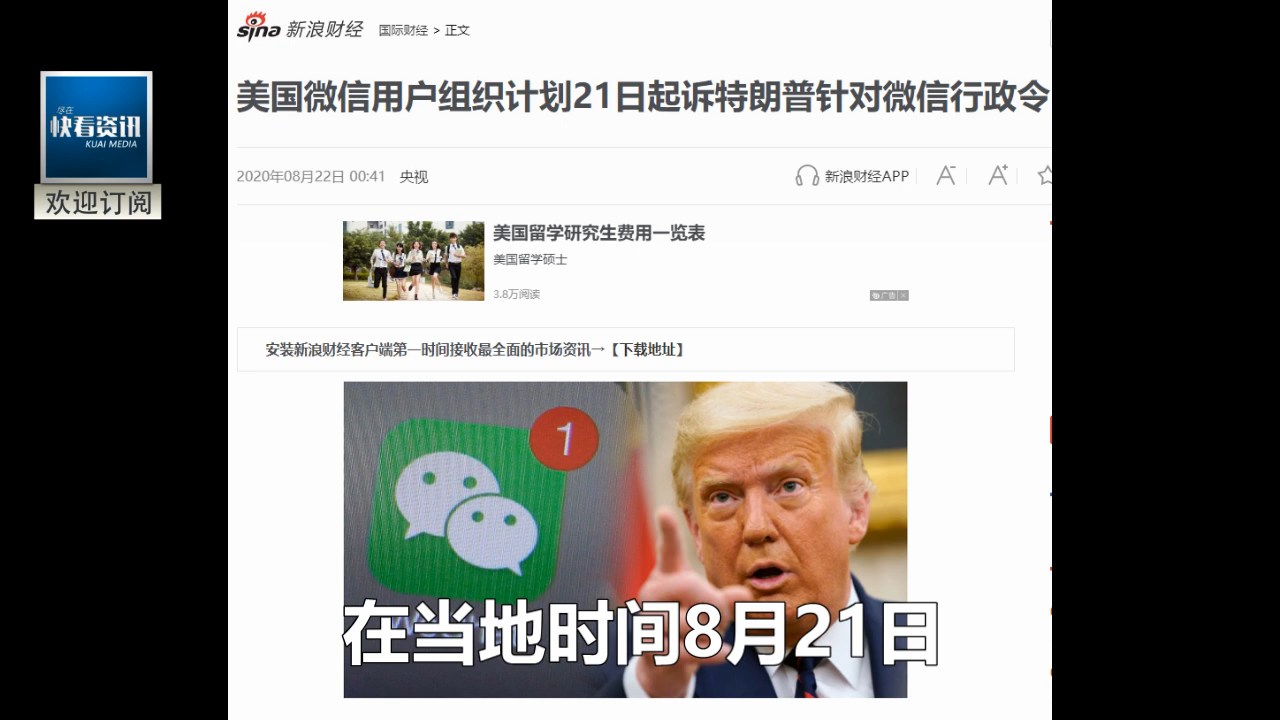 sina 新浪财经 国际财经 > 正文
美国微信用户组织计划21日起诉特朗普针对微信行政令
尽在
快看资讯
KUAI MEDIA
欢迎订阅
2020年08月22日 00:41 央视 新浪财经APP A- A+
美国留学研究生费用一览表
美国留学硕士
3.8万阅读
广告 ×
安装新浪财经客户端第一时间接收最全面的市场资讯→【下载地址】
1
在当地时间8月21日